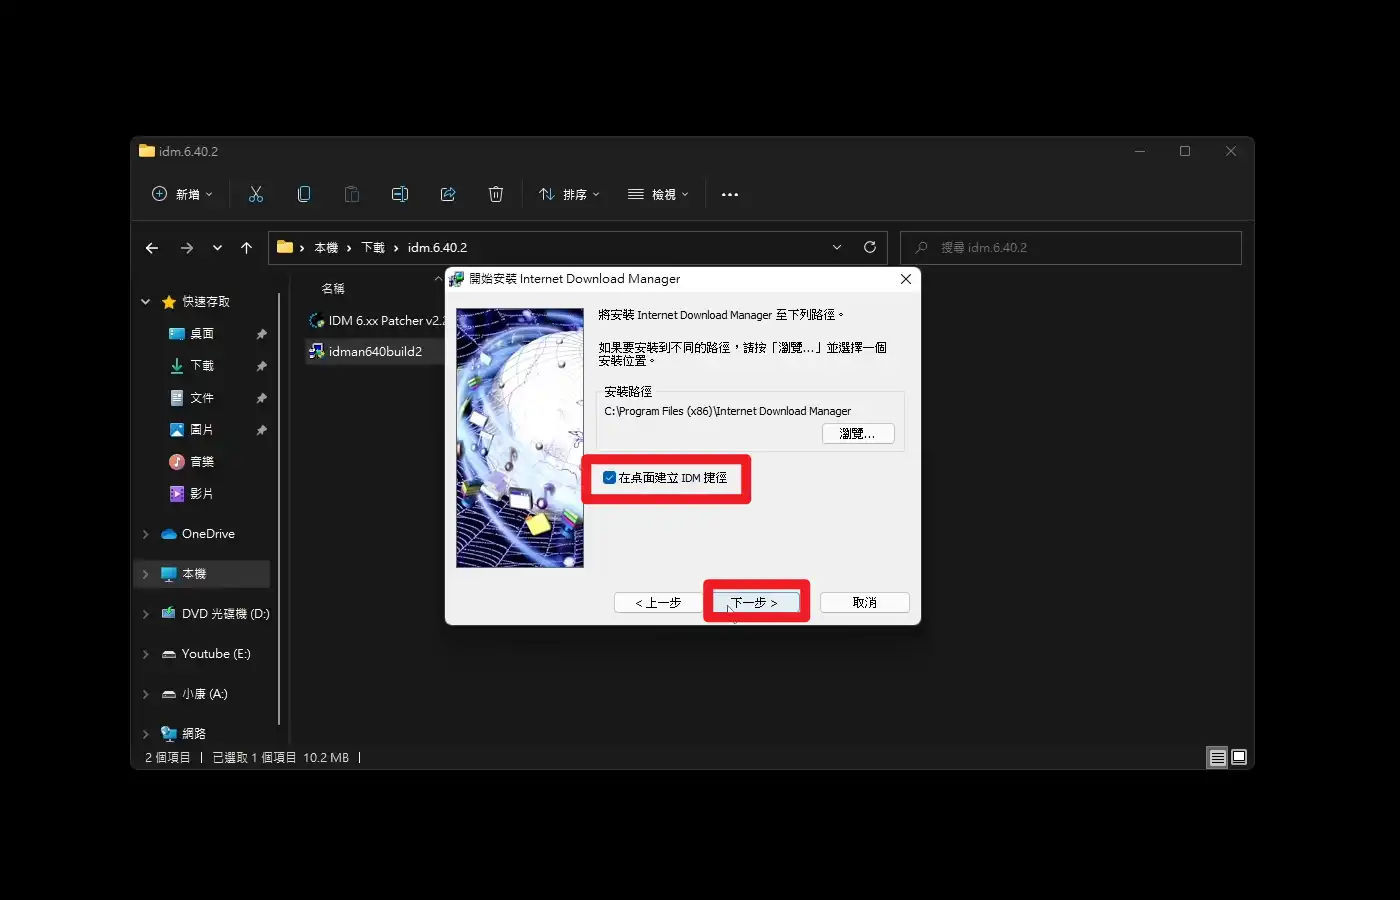 idm.6.40.2
新增
排序
檢視
本機 › 下載 › idm.6.40.2
搜尋 idm.6.40.2
名稱
IDM 6.xx Patcher v2.
idman640build2
快速存取
桌面
下載
文件
圖片
音樂
影片
OneDrive
本機
DVD 光碟機 (D:)
Youtube (E:)
小康 (A:)
網路
2 個項目
已選取 1 個項目 10.2 MB
開始安裝 Internet Download Manager
將安裝 Internet Download Manager 至下列路徑。
如果要安裝到不同的路徑，請按「瀏覽...」並選擇一個
安裝位置。
安裝路徑
C:\Program Files (x86)\Internet Download Manager
瀏覽...
在桌面建立 IDM 捷徑
< 上一步
下一步 >
取消